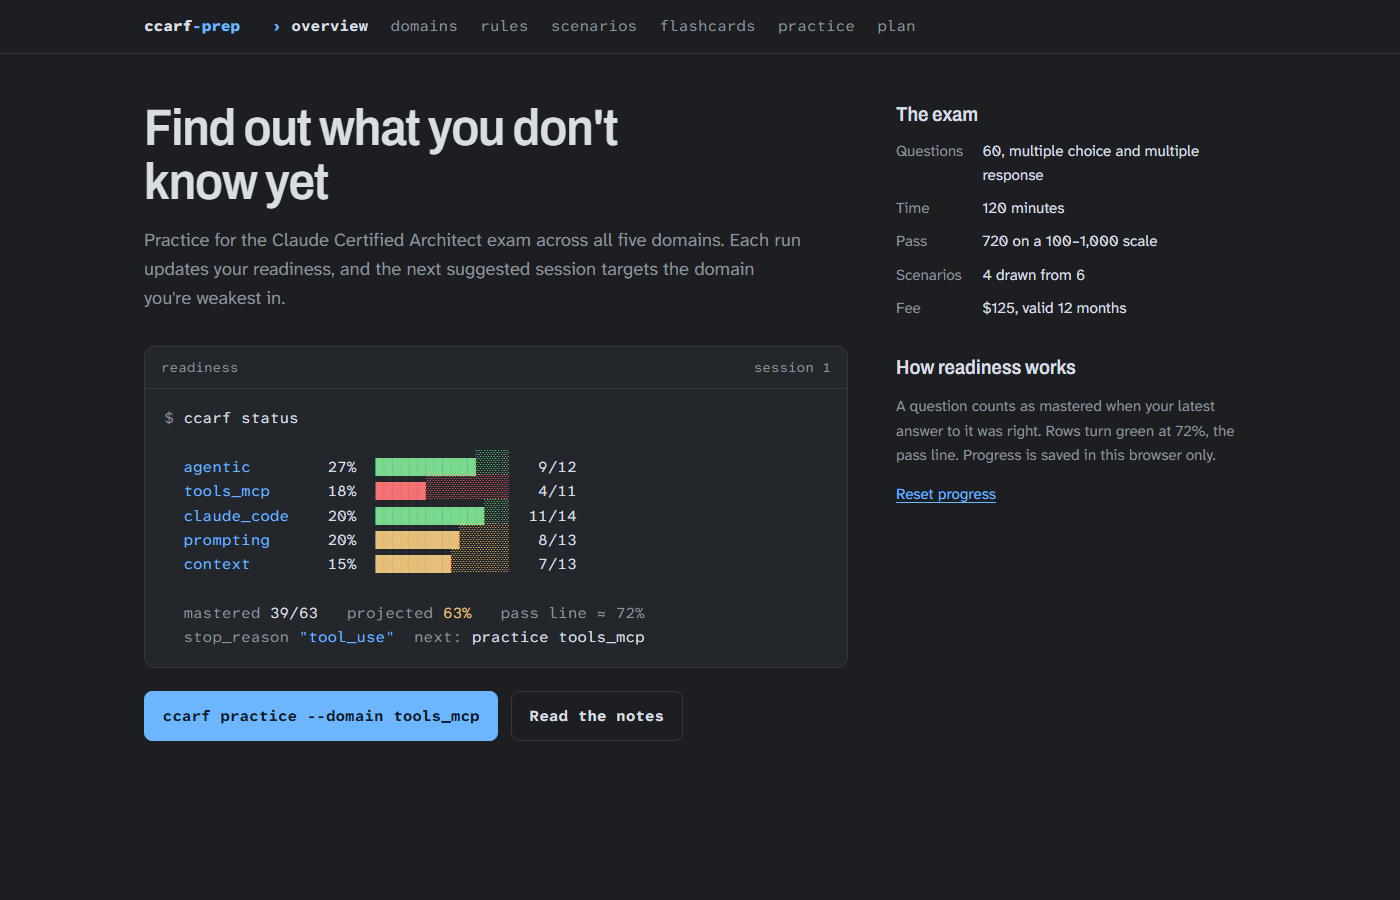 ccarf-prep › overview domains rules scenarios flashcards practice plan
Find out what you don't
know yet
Practice for the Claude Certified Architect exam across all five domains. Each run
updates your readiness, and the next suggested session targets the domain
you're weakest in.
readiness session 1
$ ccarf status
agentic 27% 9/12
tools_mcp 18% 4/11
claude_code 20% 11/14
prompting 20% 8/13
context 15% 7/13
mastered 39/63 projected 63% pass line ≈ 72%
stop_reason "tool_use" next: practice tools_mcp
ccarf practice --domain tools_mcp Read the notes
The exam
Questions 60, multiple choice and multiple
response
Time 120 minutes
Pass 720 on a 100–1,000 scale
Scenarios 4 drawn from 6
Fee $125, valid 12 months
How readiness works
A question counts as mastered when your latest
answer to it was right. Rows turn green at 72%, the
pass line. Progress is saved in this browser only.
Reset progress